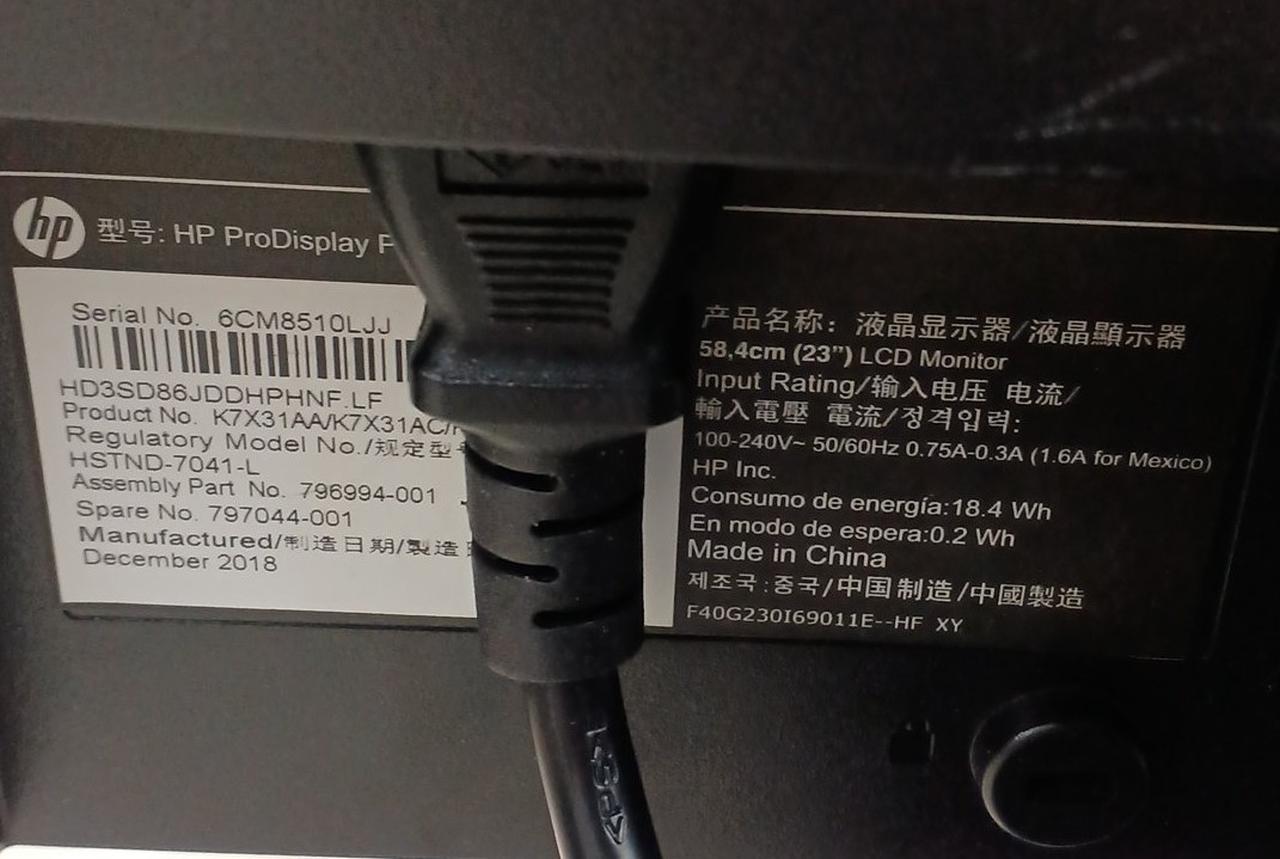 hp
型号: HP ProDisplay P
Serial No. 6CM8510LJJ
HD3SD86JDDHPHNF.LF
Product No. K7X31AA/K7X31AC/
Regulatory Model No./规定型号
HSTND-7041-L
Assembly Part No. 796994-001
Spare No. 797044-001
Manufactured/制造日期/製造
December 2018
产品名称: 液晶显示器/液晶顯示器
58,4cm (23”) LCD Monitor
Input Rating/输入电压 电流/
輸入電壓 電流/정격입력:
100-240V~ 50/60Hz 0.75A-0.3A (1.6A for Mexico)
HP Inc.
Consumo de energía:18.4 Wh
En modo de espera:0.2 Wh
Made in China
제조국:중국/中国制造/中國製造
F40G230I69011E--HF XY